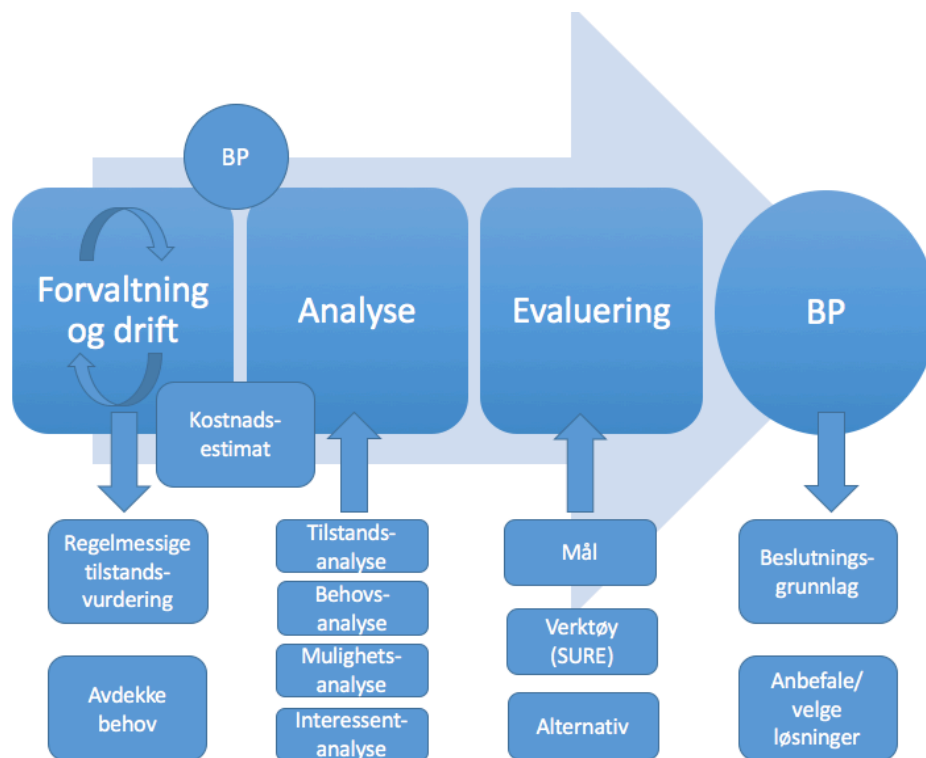 BP
Forvaltning
og drift
Analyse
Evaluering
BP
Kostnads-
estimat
Regelmessige
tilstands-
vurdering
Avdekke
behov
Tilstands-
analyse
Behovs-
analyse
Mulighets-
analyse
Interessent-
analyse
Mål
Verktøy
(SURE)
Alternativ
Beslutnings-
grunnlag
Anbefale/
velge
løsninger